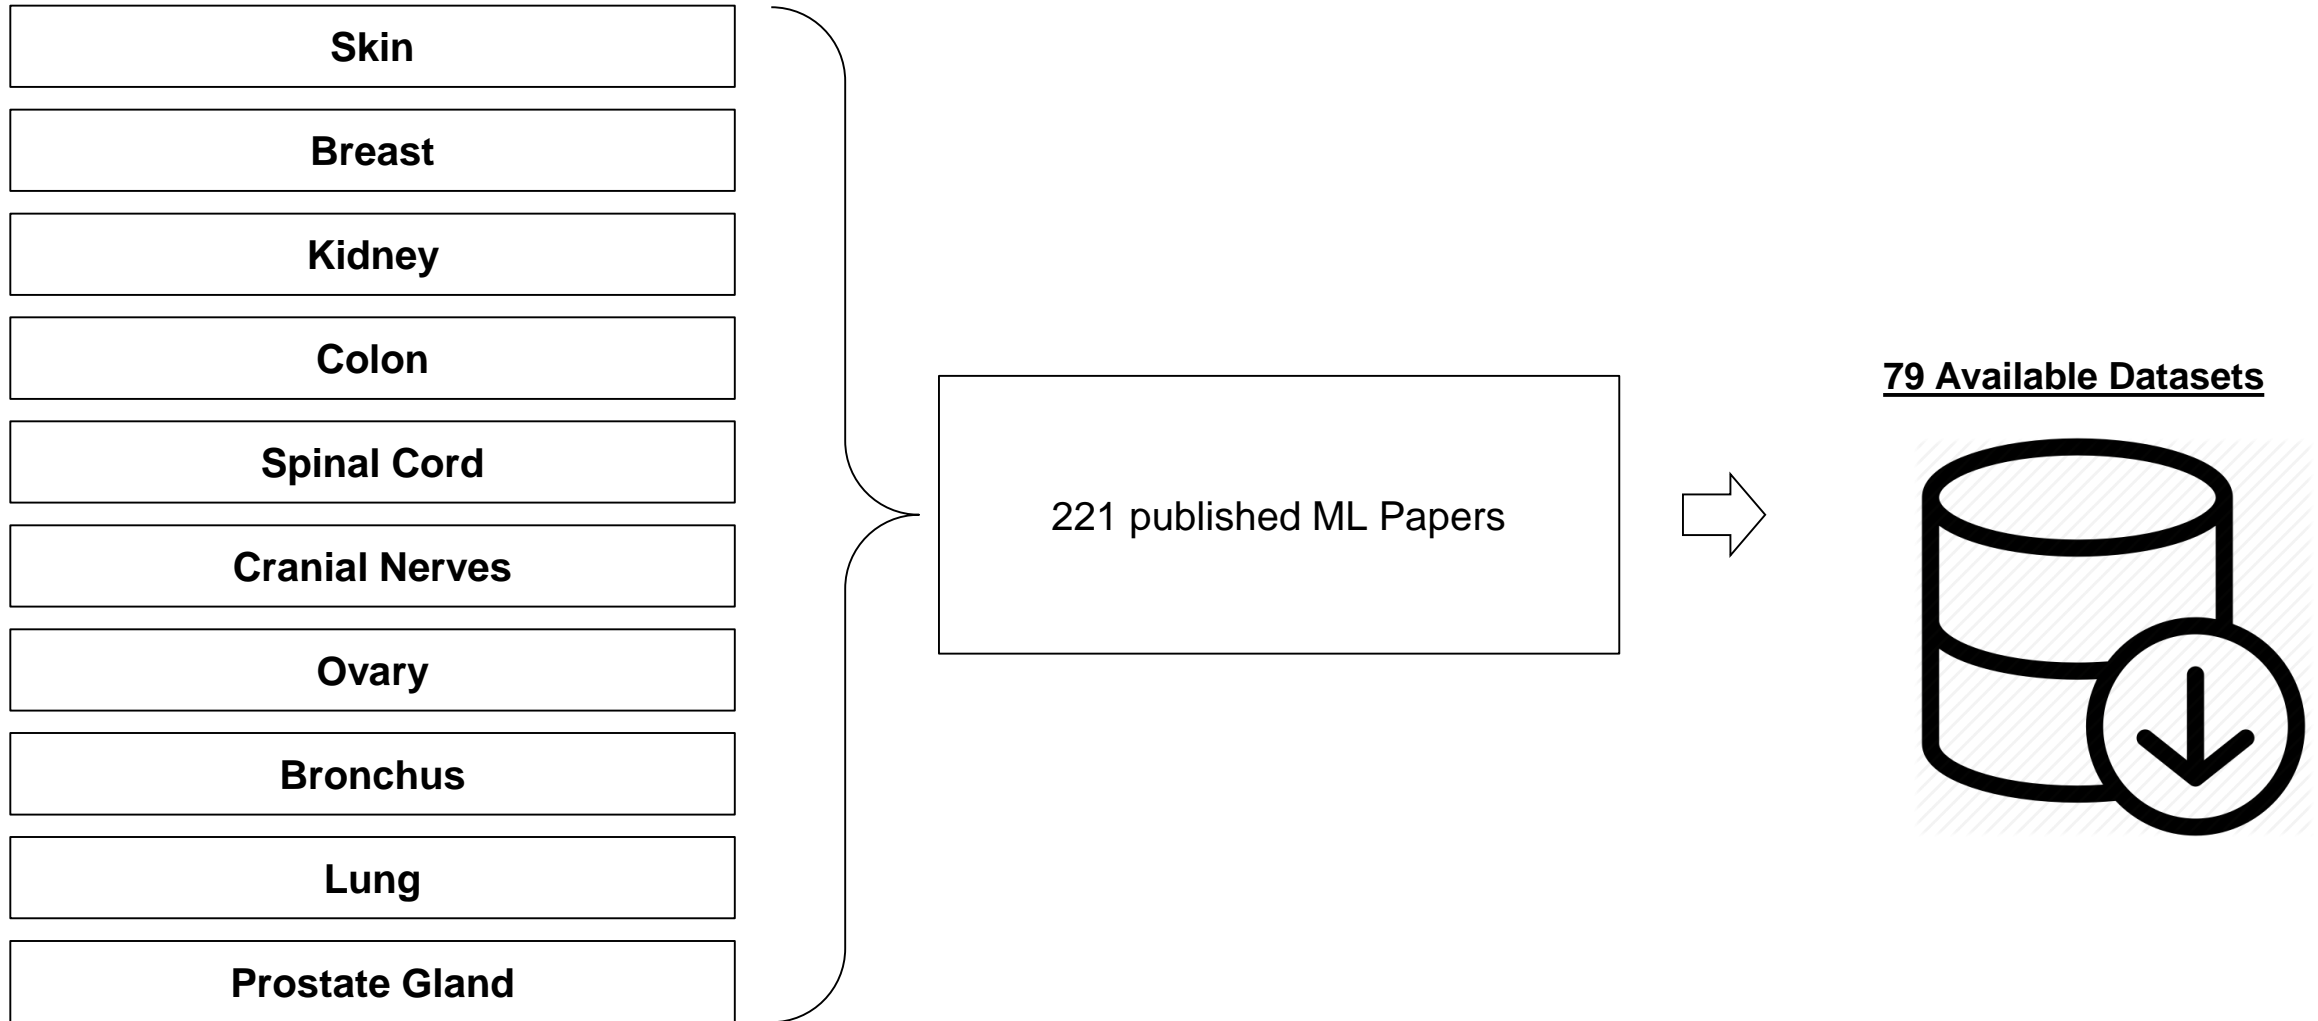 Skin
Breast
Kidney
Colon
Spinal Cord
Cranial Nerves
Ovary
Bronchus
Lung
Prostate Gland
221 published ML Papers
79 Available Datasets